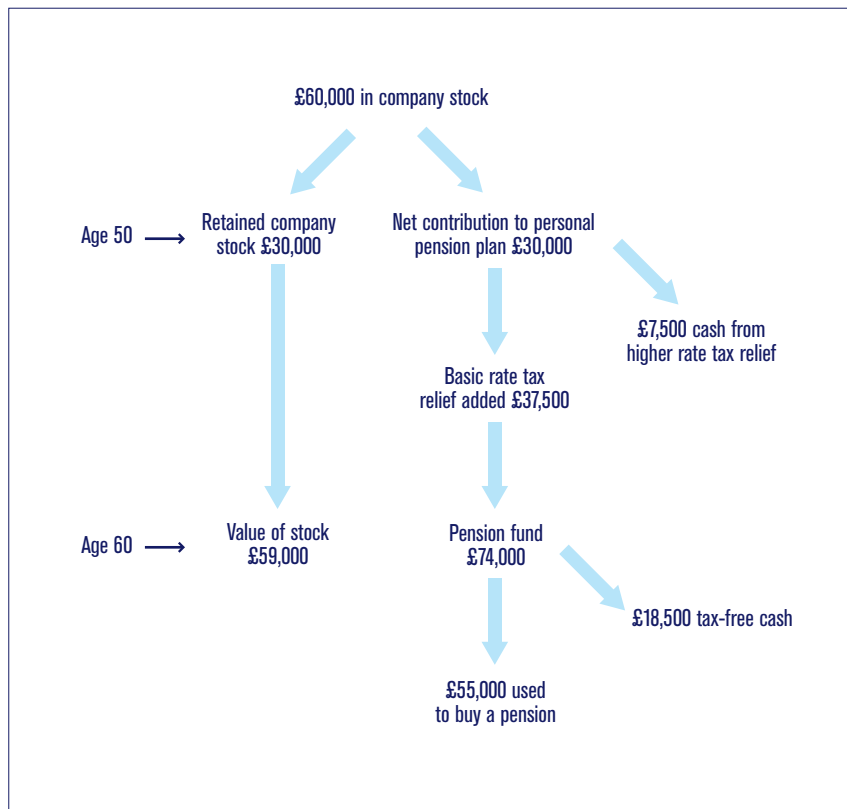 £60,000 in company stock
Age 50
Retained company
stock £30,000
Net contribution to personal
pension plan £30,000
£7,500 cash from
higher rate tax relief
Basic rate tax
relief added £37,500
Age 60
Value of stock
£59,000
Pension fund
£74,000
£18,500 tax-free cash
£55,000 used
to buy a pension